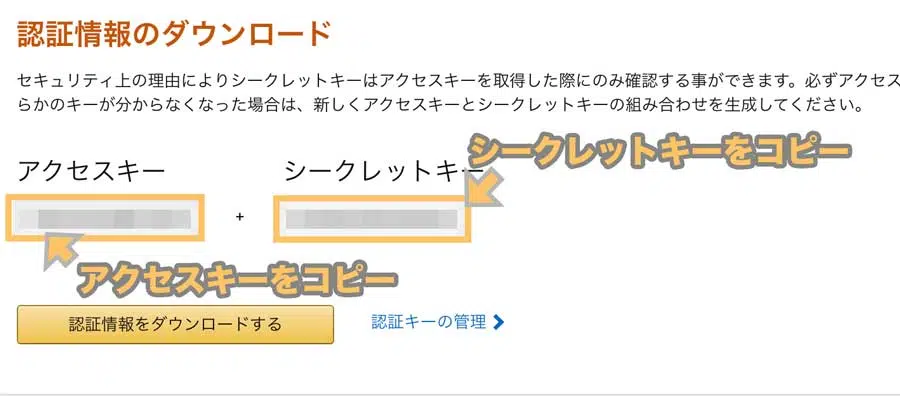 認証情報のダウンロード
セキュリティ上の理由によりシークレットキーはアクセスキーを取得した際にのみ確認する事ができます。必ずアクセス
らかのキーが分からなくなった場合は、新しくアクセスキーとシークレットキーの組み合わせを生成してください。
シークレットキーをコピー
アクセスキー シークレットキー
+
アクセスキーをコピー
認証情報をダウンロードする 認証キーの管理